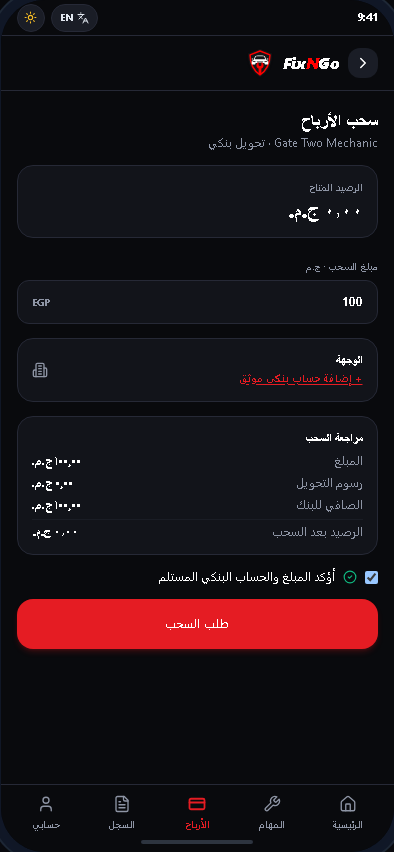 9:41
EN
FixNGo
سحب الأرباح
Gate Two Mechanic · تحويل بنكي
الرصيد المتاح
٠٫٠٠ ج.م.
مبلغ السحب · ج.م
100
EGP
الوجهة
+ إضافة حساب بنكي موثق
مراجعة السحب
المبلغ
١٠٠٫٠٠ ج.م.
رسوم التحويل
٠٫٠٠ ج.م.
الصافي للبنك
١٠٠٫٠٠ ج.م.
الرصيد بعد السحب
٠٫٠٠ ج.م.
أؤكد المبلغ والحساب البنكي المستلم
طلب السحب
الرئيسية
المهام
الأرباح
السجل
حسابي